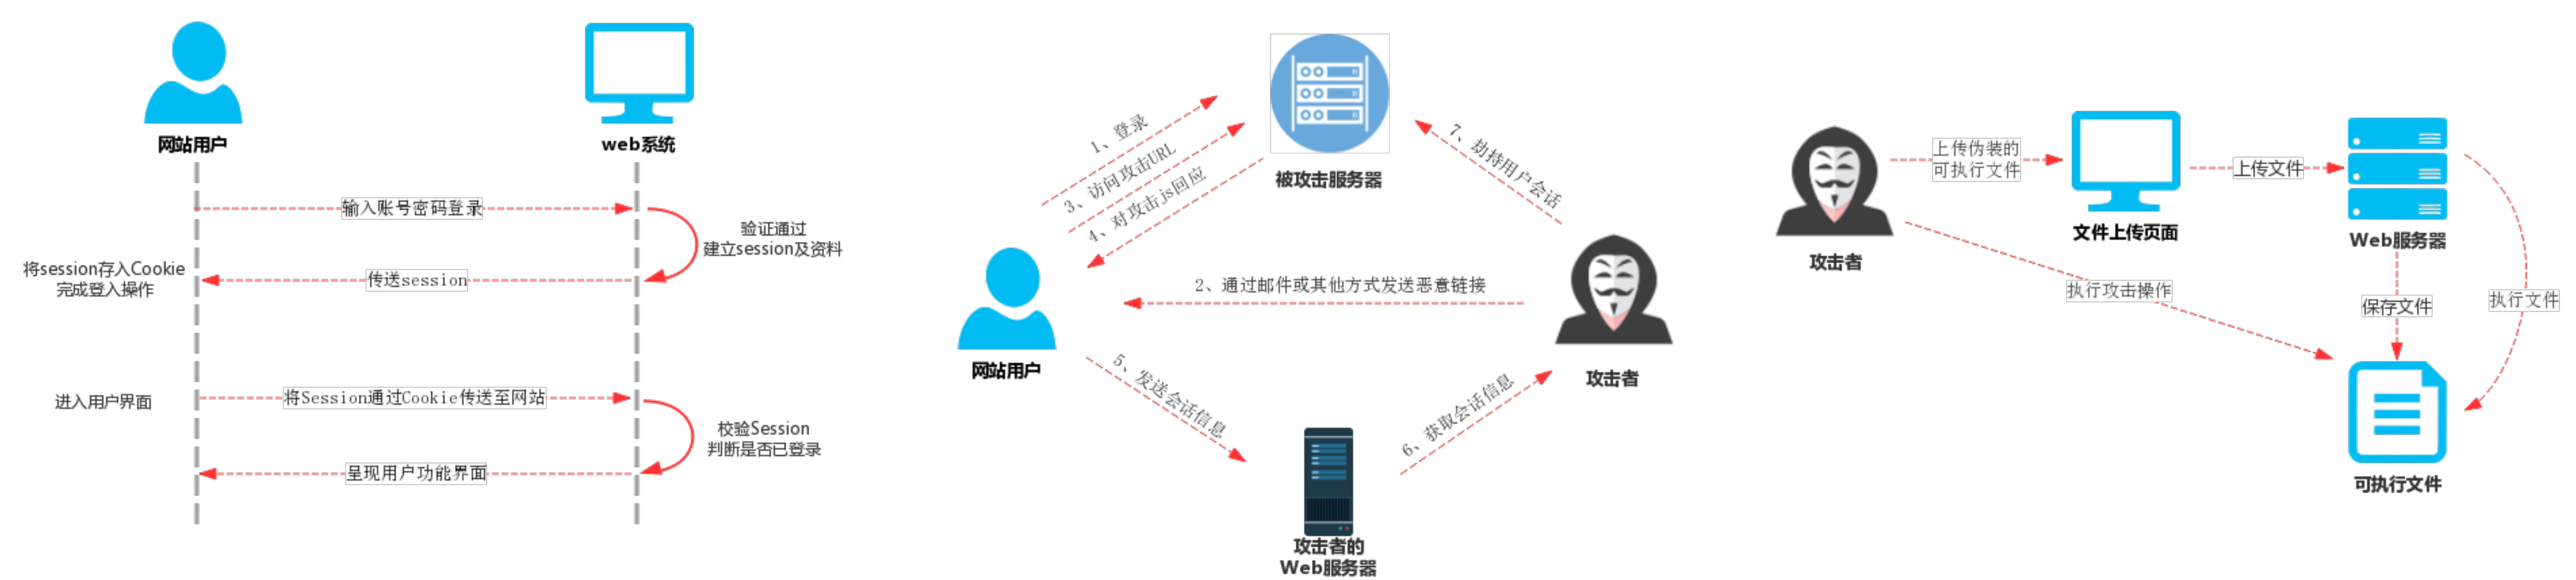 网站用户
web系统
输入账号密码登录
验证通过
建立session及资料
将session存入Cookie
完成登入操作
传送session
进入用户界面
将Session通过Cookie传送至网站
校验Session
判断是否已登录
呈现用户功能界面
被攻击服务器
1、登录
3、访问攻击URL
4、对攻击js回应
7、劫持用户会话
2、通过邮件或其他方式发送恶意链接
网站用户
攻击者
5、发送会话信息
6、获取会话信息
攻击者的
Web服务器
攻击者
上传伪装的
可执行文件
文件上传页面
上传文件
Web服务器
执行攻击操作
保存文件
执行文件
可执行文件